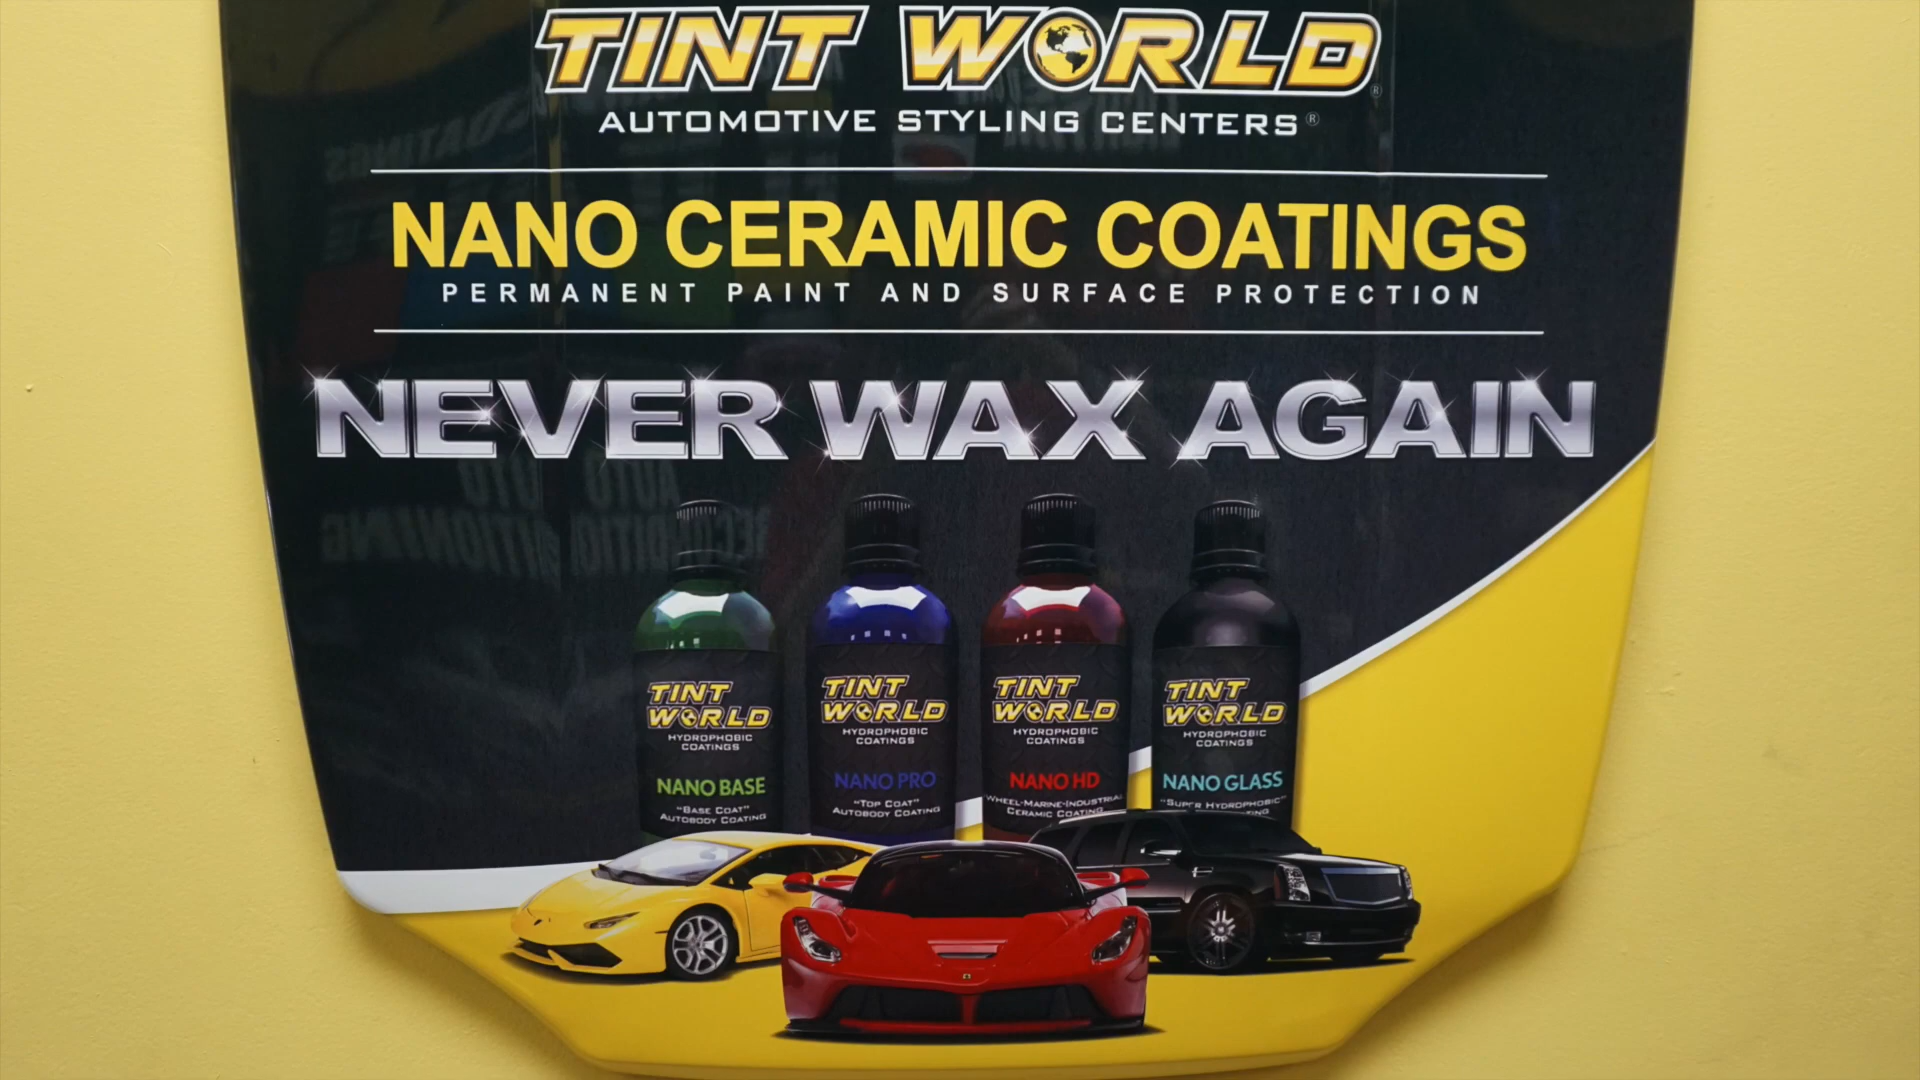 TINT WORLD®
AUTOMOTIVE STYLING CENTERS®
NANO CERAMIC COATINGS
PERMANENT PAINT AND SURFACE PROTECTION
NEVER WAX AGAIN
TINT WORLD
HYDROPHOBIC COATINGS
NANO BASE
"BASE COAT"
AUTOBODY COATING
TINT WORLD
HYDROPHOBIC COATINGS
NANO PRO
"TOP COAT"
AUTOBODY COATING
TINT WORLD
HYDROPHOBIC COATINGS
NANO HD
WHEEL-MARINE-INDUSTRIAL
CERAMIC COATING
TINT WORLD
HYDROPHOBIC COATINGS
NANO GLASS
"SUPER HYDROPHOBIC"